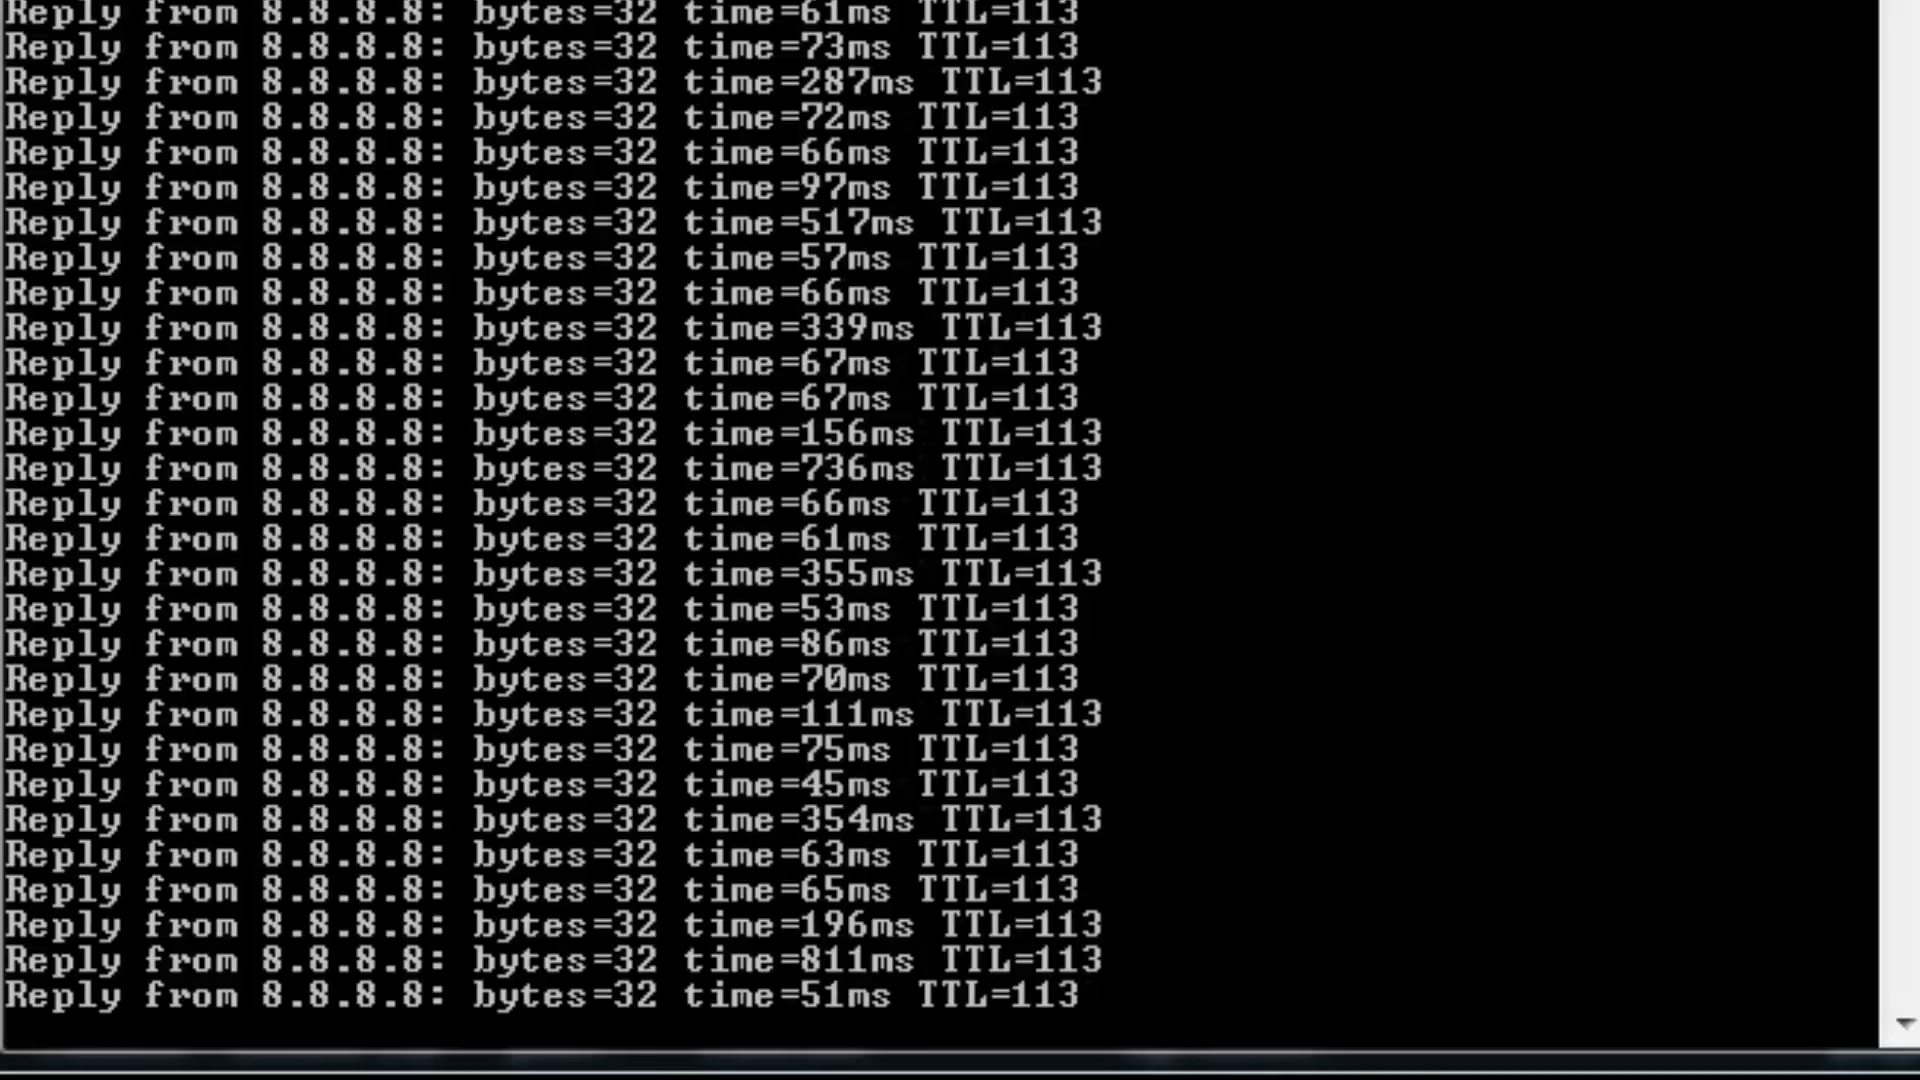 Reply from 8.8.8.8: bytes=32 time=61ms TTL=113
Reply from 8.8.8.8: bytes=32 time=73ms TTL=113
Reply from 8.8.8.8: bytes=32 time=287ms TTL=113
Reply from 8.8.8.8: bytes=32 time=72ms TTL=113
Reply from 8.8.8.8: bytes=32 time=66ms TTL=113
Reply from 8.8.8.8: bytes=32 time=97ms TTL=113
Reply from 8.8.8.8: bytes=32 time=517ms TTL=113
Reply from 8.8.8.8: bytes=32 time=57ms TTL=113
Reply from 8.8.8.8: bytes=32 time=66ms TTL=113
Reply from 8.8.8.8: bytes=32 time=339ms TTL=113
Reply from 8.8.8.8: bytes=32 time=67ms TTL=113
Reply from 8.8.8.8: bytes=32 time=67ms TTL=113
Reply from 8.8.8.8: bytes=32 time=156ms TTL=113
Reply from 8.8.8.8: bytes=32 time=736ms TTL=113
Reply from 8.8.8.8: bytes=32 time=66ms TTL=113
Reply from 8.8.8.8: bytes=32 time=61ms TTL=113
Reply from 8.8.8.8: bytes=32 time=355ms TTL=113
Reply from 8.8.8.8: bytes=32 time=53ms TTL=113
Reply from 8.8.8.8: bytes=32 time=86ms TTL=113
Reply from 8.8.8.8: bytes=32 time=70ms TTL=113
Reply from 8.8.8.8: bytes=32 time=111ms TTL=113
Reply from 8.8.8.8: bytes=32 time=75ms TTL=113
Reply from 8.8.8.8: bytes=32 time=45ms TTL=113
Reply from 8.8.8.8: bytes=32 time=354ms TTL=113
Reply from 8.8.8.8: bytes=32 time=63ms TTL=113
Reply from 8.8.8.8: bytes=32 time=65ms TTL=113
Reply from 8.8.8.8: bytes=32 time=196ms TTL=113
Reply from 8.8.8.8: bytes=32 time=811ms TTL=113
Reply from 8.8.8.8: bytes=32 time=51ms TTL=113